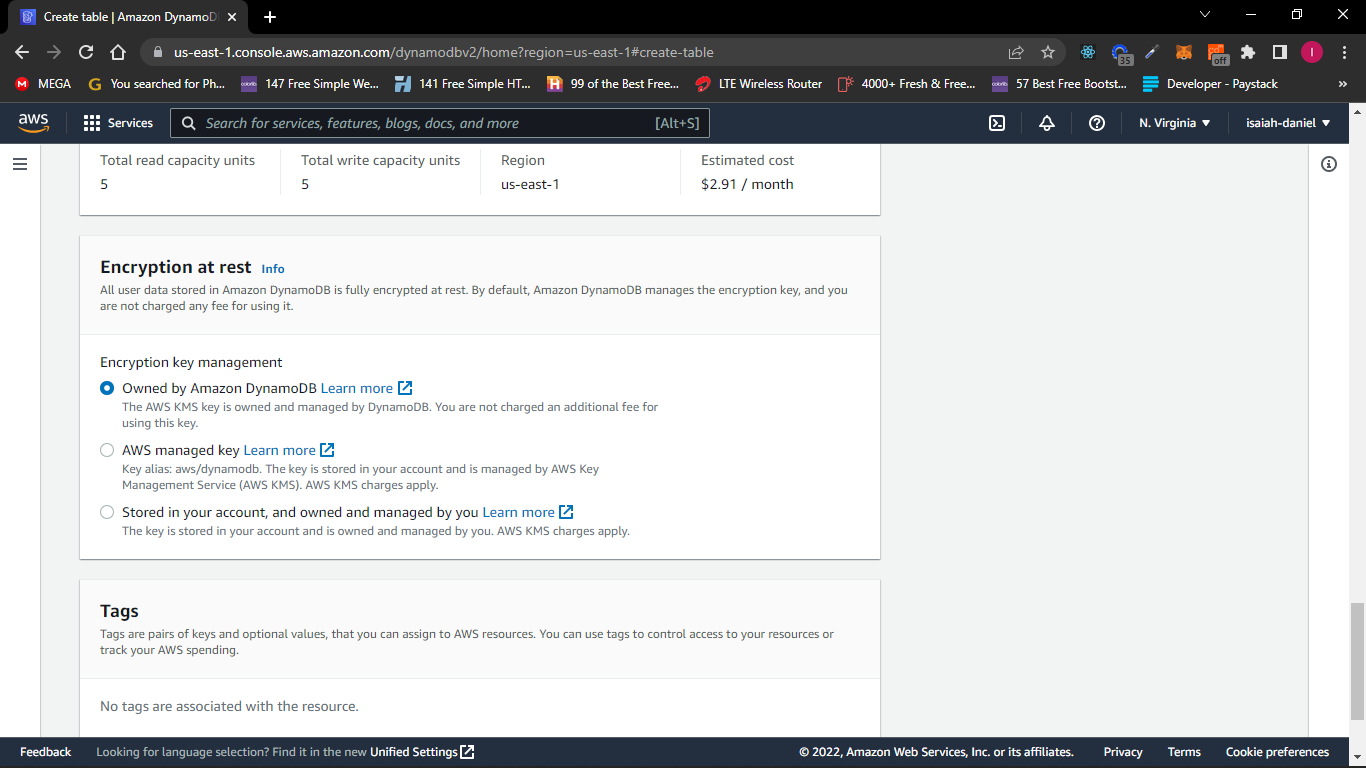 Create table | Amazon DynamoD
us-east-1.console.aws.amazon.com/dynamodbv2/home?region=us-east-1#create-table
35
off
I
MEGA
You searched for Ph...
147 Free Simple We...
141 Free Simple HT...
99 of the Best Free...
LTE Wireless Router
4000+ Fresh & Free...
57 Best Free Bootst...
Developer - Paystack
»
aws
Services
Search for services, features, blogs, docs, and more
[Alt+S]
N. Virginia
isaiah-daniel
Total read capacity units
5
Total write capacity units
5
Region
us-east-1
Estimated cost
$2.91 / month
Encryption at rest Info
All user data stored in Amazon DynamoDB is fully encrypted at rest. By default, Amazon DynamoDB manages the encryption key, and you
are not charged any fee for using it.
Encryption key management
Owned by Amazon DynamoDB Learn more
The AWS KMS key is owned and managed by DynamoDB. You are not charged an additional fee for
using this key.
AWS managed key Learn more
Key alias: aws/dynamodb. The key is stored in your account and is managed by AWS Key
Management Service (AWS KMS). AWS KMS charges apply.
Stored in your account, and owned and managed by you Learn more
The key is stored in your account and is owned and managed by you. AWS KMS charges apply.
Tags
Tags are pairs of keys and optional values, that you can assign to AWS resources. You can use tags to control access to your resources or
track your AWS spending.
No tags are associated with the resource.
Feedback
Looking for language selection? Find it in the new Unified Settings
© 2022, Amazon Web Services, Inc. or its affiliates.
Privacy
Terms
Cookie preferences